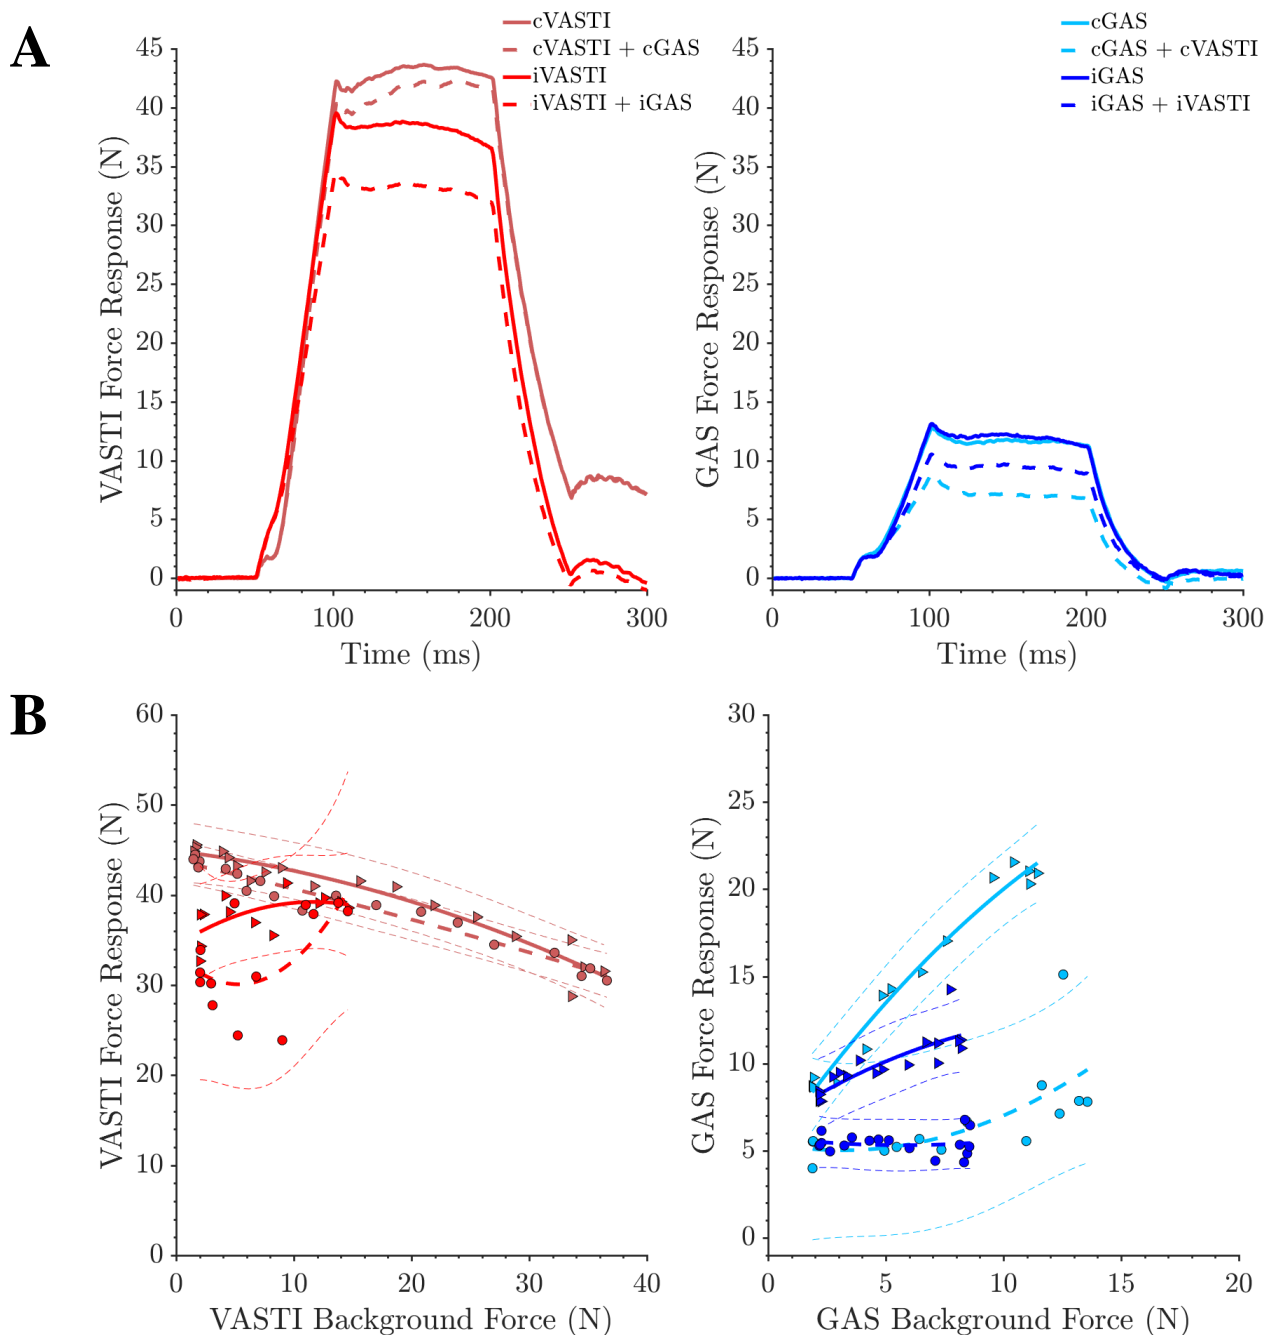 A
cVASTI
cVASTI + cGAS
iVASTI
iVASTI + iGAS
VASTI Force Response (N)
45
40
35
30
25
20
15
10
5
0
0 100 200 300
Time (ms)
cGAS
cGAS + cVASTI
iGAS
iGAS + iVASTI
GAS Force Response (N)
45
40
35
30
25
20
15
10
5
0
0 100 200 300
Time (ms)
B
VASTI Force Response (N)
60
50
40
30
20
10
0
0 10 20 30 40
VASTI Background Force (N)
GAS Force Response (N)
30
25
20
15
10
5
0
0 5 10 15 20
GAS Background Force (N)